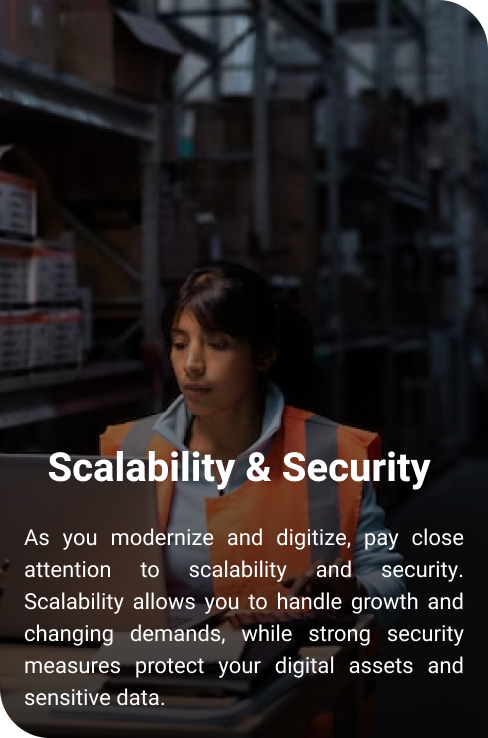 Scalability & Security
As you modernize and digitize, pay close
attention to scalability and security.
Scalability allows you to handle growth and
changing demands, while strong security
measures protect your digital assets and
sensitive data.